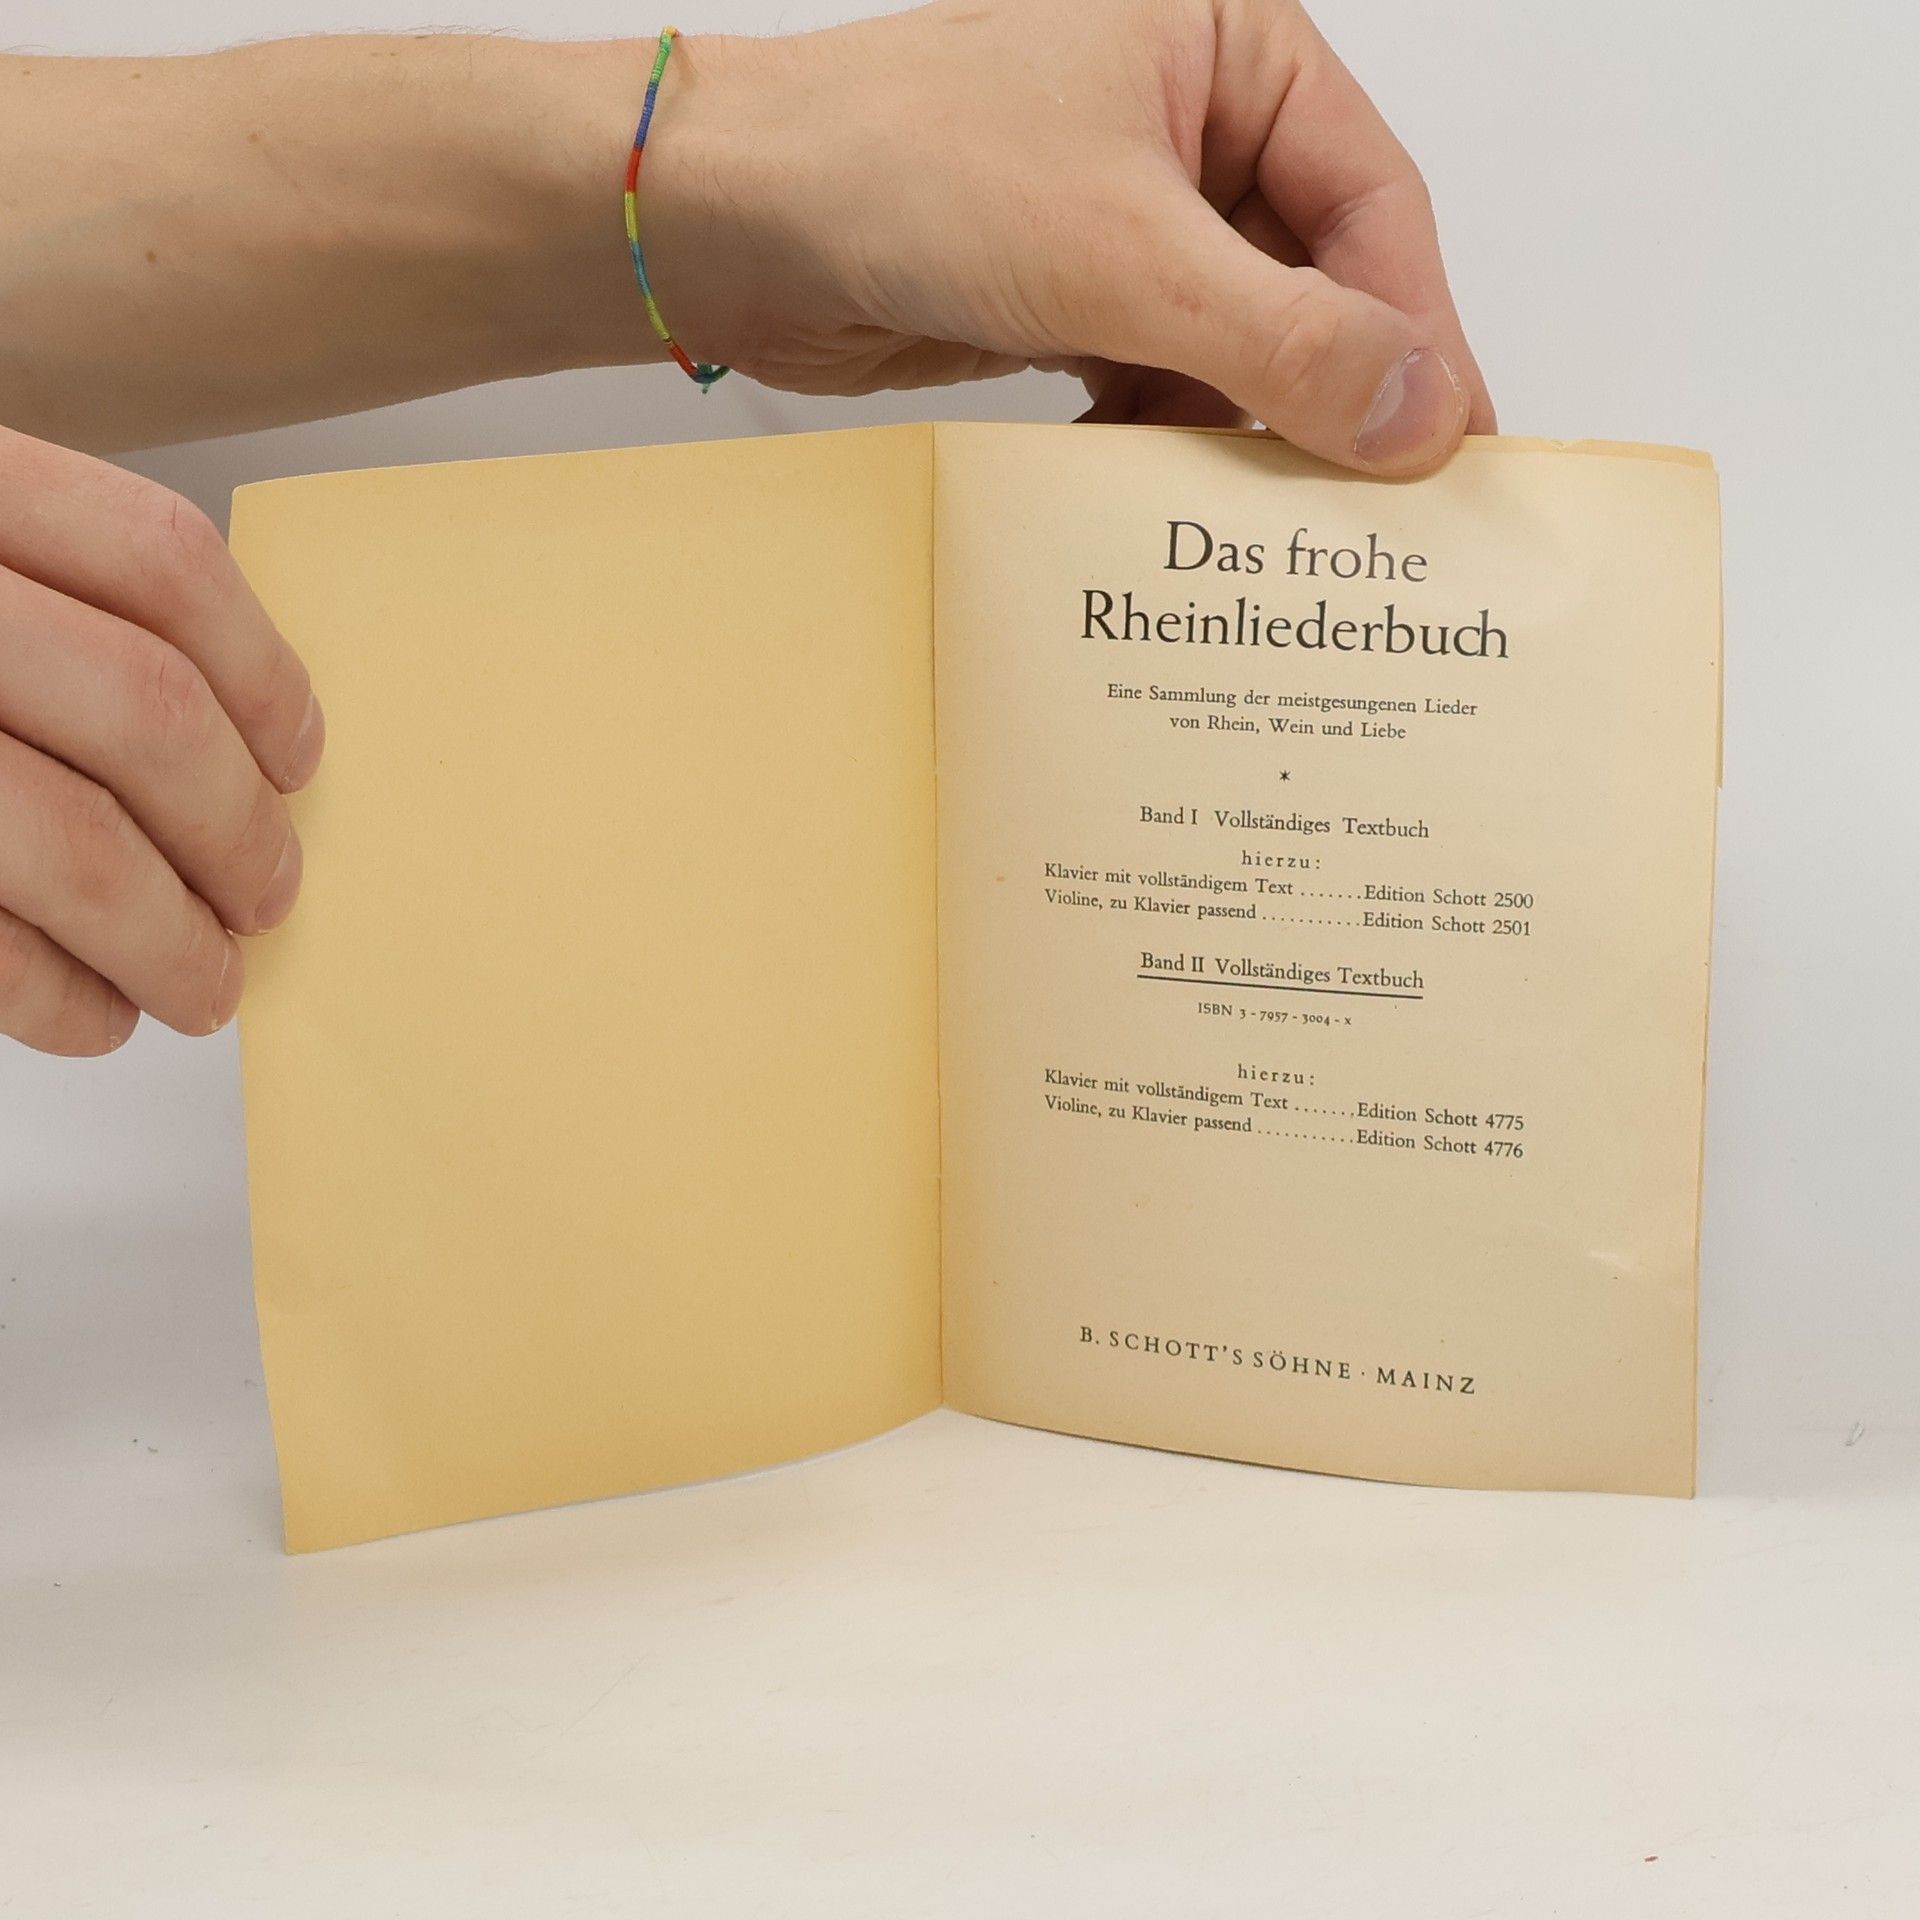 Das frohe
Rheinliederbuch
Eine Sammlung der meistgesungenen Lieder
von Rhein, Wein und Liebe
*
Band I Vollständiges Textbuch
hierzu:
Klavier mit vollständigem Text .......Edition Schott 2500
Violine, zu Klavier passend ...........Edition Schott 2501
Band II Vollständiges Textbuch
ISBN 3 - 7957 - 3004 - x
hierzu:
Klavier mit vollständigem Text .......Edition Schott 4775
Violine, zu Klavier passend ...........Edition Schott 4776
B. SCHOTT'S SÖHNE · MAINZ